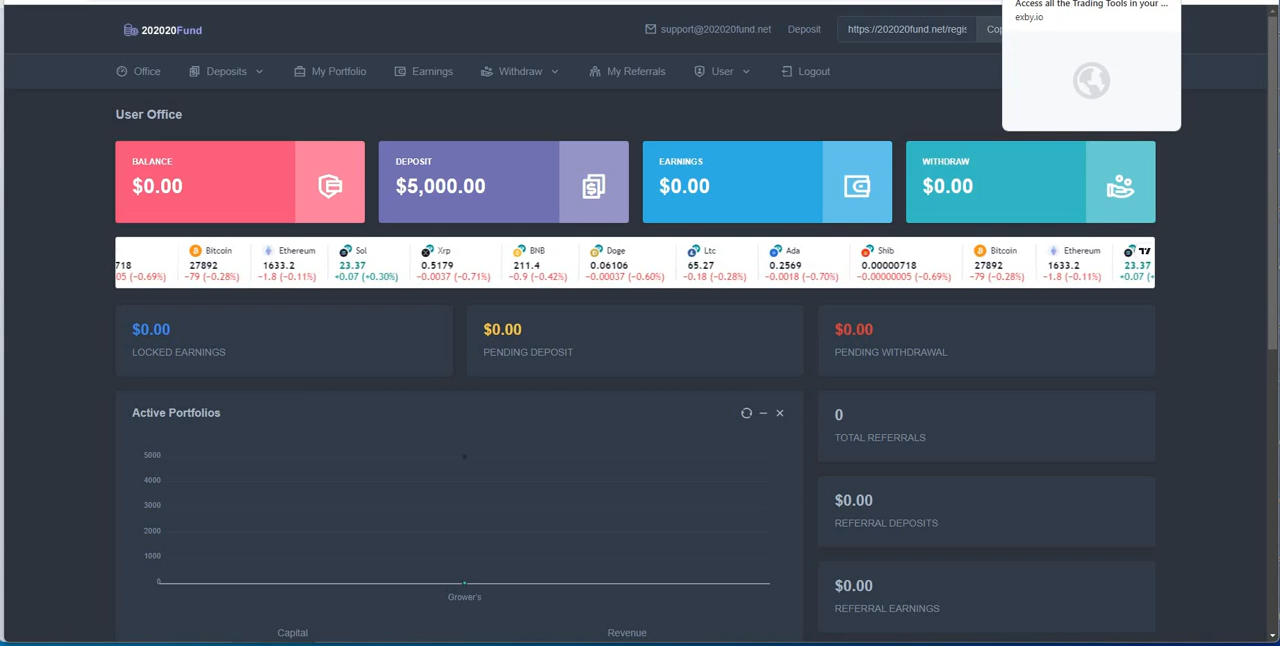 Access all the Trading Tools in your ...
exby.io
202020Fund
support@202020fund.net
Deposit
https://202020fund.net/regis
Cop
Office
Deposits
My Portfolio
Earnings
Withdraw
My Referrals
User
Logout
User Office
BALANCE
$0.00
DEPOSIT
$5,000.00
EARNINGS
$0.00
WITHDRAW
$0.00
718
05 (−0.69%)
Bitcoin
27892
−79 (−0.28%)
Ethereum
1633.2
−1.8 (−0.11%)
Sol
23.37
+0.07 (+0.30%)
Xrp
0.5179
−0.0037 (−0.71%)
BNB
211.4
−0.9 (−0.42%)
Doge
0.06106
−0.00037 (−0.60%)
Ltc
65.27
−0.18 (−0.28%)
Ada
0.2569
−0.0018 (−0.70%)
Shib
0.00000718
−0.00000005 (−0.69%)
Bitcoin
27892
−79 (−0.28%)
Ethereum
1633.2
−1.8 (−0.11%)
23.37
+0.07 (+
$0.00
LOCKED EARNINGS
$0.00
PENDING DEPOSIT
$0.00
PENDING WITHDRAWAL
Active Portfolios
5000
4000
3000
2000
1000
0
Grower's
Capital
Revenue
0
TOTAL REFERRALS
$0.00
REFERRAL DEPOSITS
$0.00
REFERRAL EARNINGS